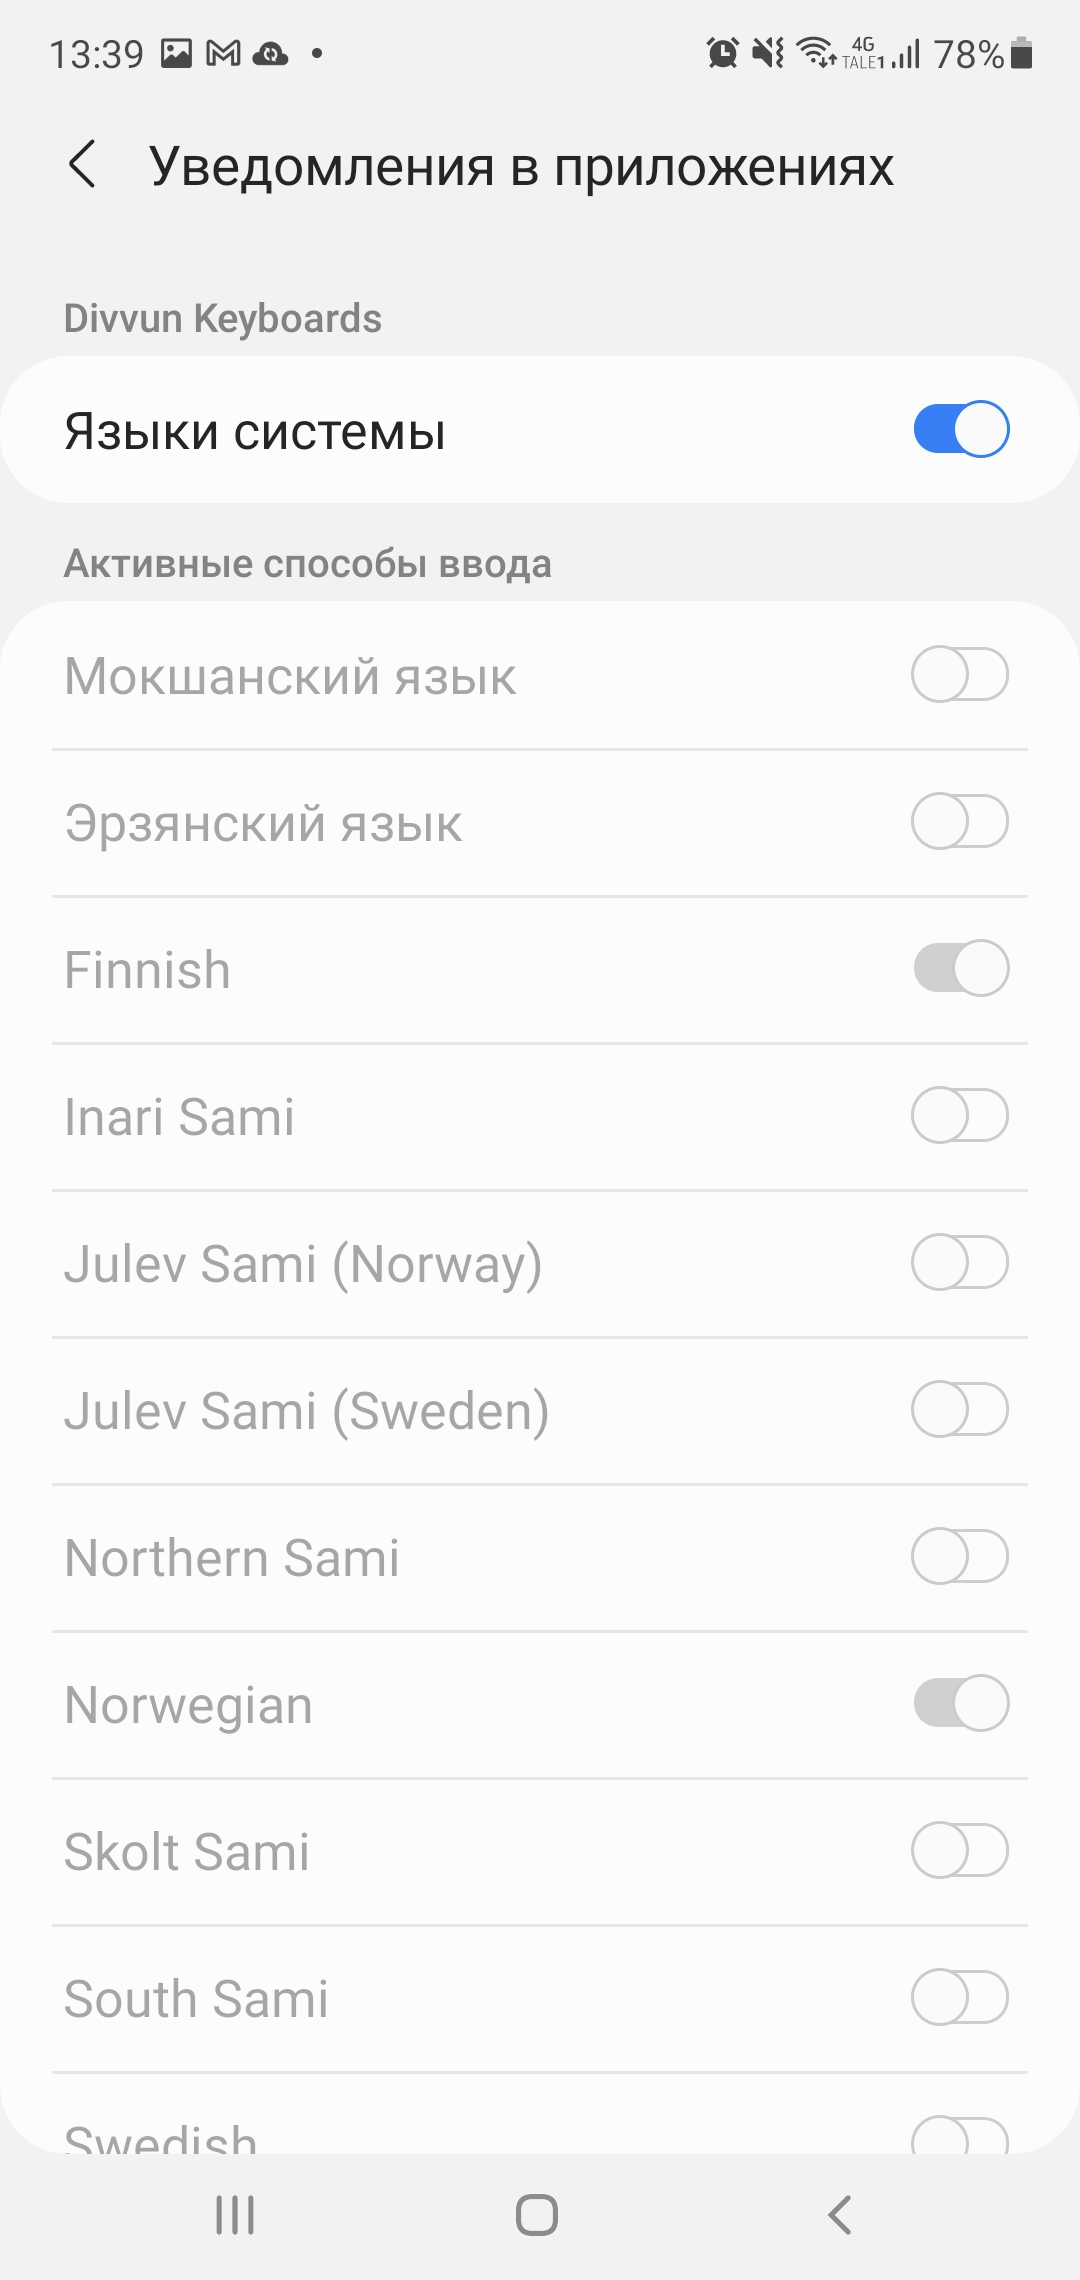 13:39
4G
TALE1
78%
Уведомления в приложениях
Divvun Keyboards
Языки системы
Активные способы ввода
Мокшанский язык
Эрзянский язык
Finnish
Inari Sami
Julev Sami (Norway)
Julev Sami (Sweden)
Northern Sami
Norwegian
Skolt Sami
South Sami
Swedish